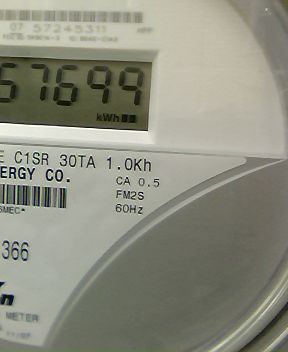 07 57245311
57699
kWh
E C1SR 30TA 1.0Kh
ERGY CO.
CA 0.5
FM2S
60Hz
366
METER